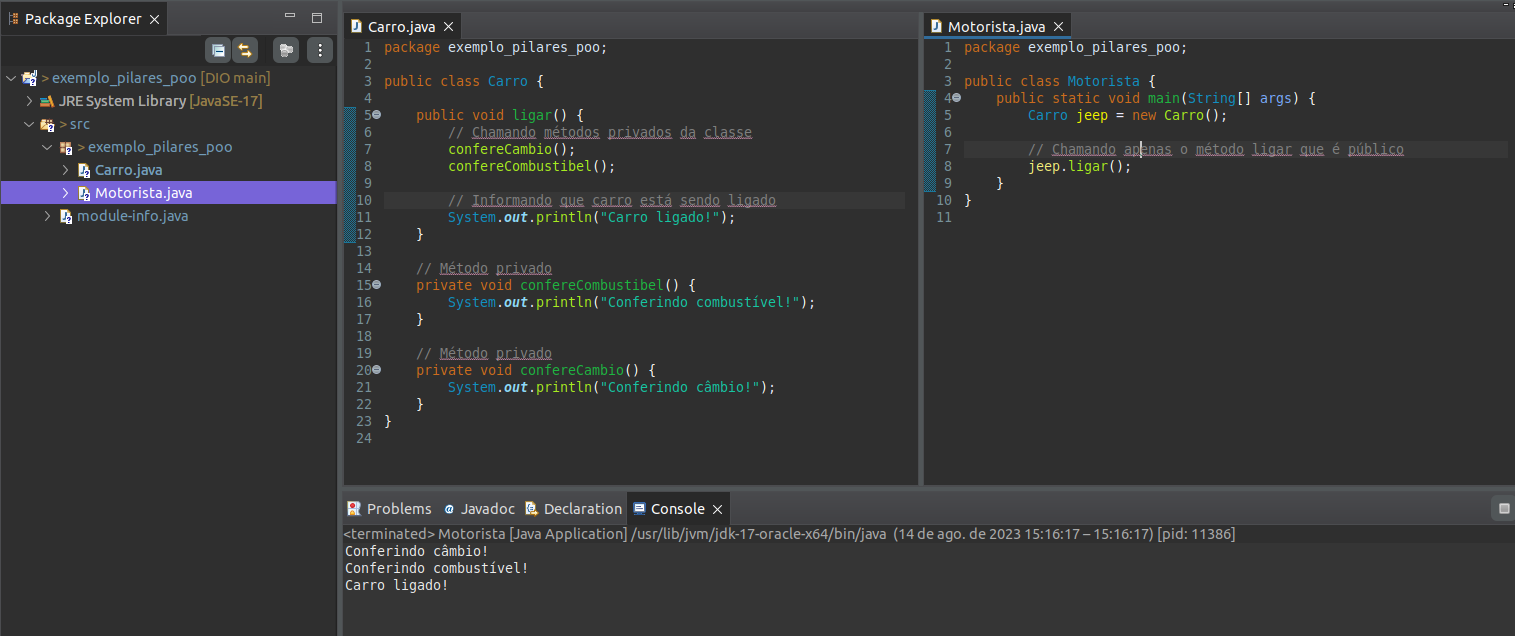 Package Explorer
> exemplo_pilares_poo [DIO main]
JRE System Library [JavaSE-17]
> src
> exemplo_pilares_poo
Carro.java
Motorista.java
module-info.java
Carro.java
1 package exemplo_pilares_poo;
2
3 public class Carro {
4
5 public void ligar() {
6 // Chamando métodos privados da classe
7 confereCambio();
8 confereCombustibel();
9
10 // Informando que carro está sendo ligado
11 System.out.println("Carro ligado!");
12 }
13
14 // Método privado
15 private void confereCombustibel() {
16 System.out.println("Conferindo combustível!");
17 }
18
19 // Método privado
20 private void confereCambio() {
21 System.out.println("Conferindo câmbio!");
22 }
23 }
24
Motorista.java
1 package exemplo_pilares_poo;
2
3 public class Motorista {
4 public static void main(String[] args) {
5 Carro jeep = new Carro();
6
7 // Chamando apenas o método ligar que é público
8 jeep.ligar();
9 }
10 }
11
Problems @ Javadoc Declaration Console
<terminated> Motorista [Java Application] /usr/lib/jvm/jdk-17-oracle-x64/bin/java (14 de ago. de 2023 15:16:17 – 15:16:17) [pid: 11386]
Conferindo câmbio!
Conferindo combustível!
Carro ligado!